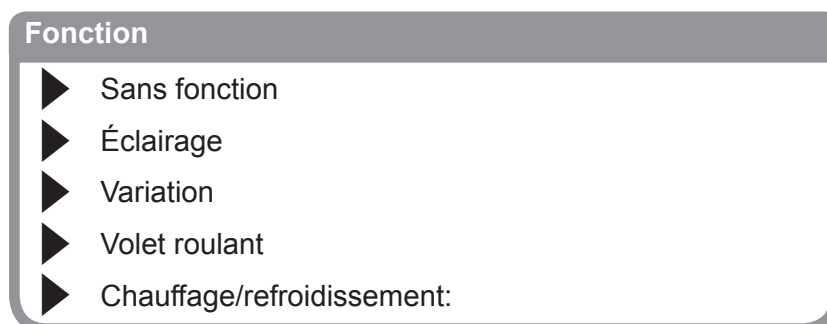 Fonction
Sans fonction
Éclairage
Variation
Volet roulant
Chauffage/refroidissement: